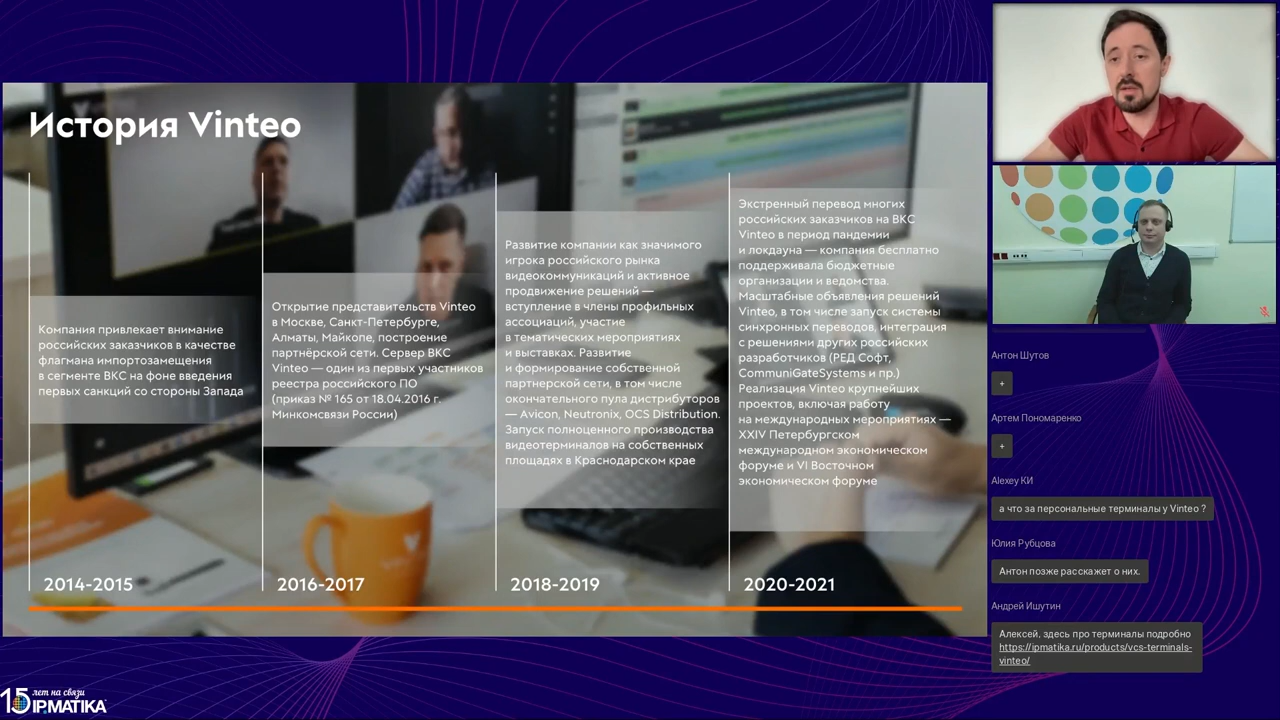 История Vinteo
Компания привлекает внимание
российских заказчиков в качестве
флагмана импортозамещения
в сегменте ВКС на фоне введения
первых санкций со стороны Запада
2014-2015
Открытие представительств Vinteo
в Москве, Санкт-Петербурге,
Алматы, Майкопе, построение
партнёрской сети. Сервер ВКС
Vinteo — один из первых участников
реестра российского ПО
(приказ № 165 от 18.04.2016 г.
Минкомсвязи России)
2016-2017
Развитие компании как значимого
игрока российского рынка
видеокоммуникаций и активное
продвижение решений —
вступление в члены профильных
ассоциаций, участие
в тематических мероприятиях
и выставках. Развитие
и формирование собственной
партнерской сети, в том числе
окончательного пула дистрибуторов
— Avicon, Neutronix, OCS Distribution.
Запуск полноценного производства
видеотерминалов на собственных
площадях в Краснодарском крае
2018-2019
Экстренный перевод многих
российских заказчиков на ВКС
Vinteo в период пандемии
и локдауна — компания бесплатно
поддерживала бюджетные
организации и ведомства.
Масштабные объявления решений
Vinteo, в том числе запуск системы
синхронных переводов, интеграция
с решениями других российских
разработчиков (РЕД Софт,
CommuniGateSystems и пр.)
Реализация Vinteo крупнейших
проектов, включая работу
на международных мероприятиях —
XXIV Петербургском
международном экономическом
форуме и VI Восточном
экономическом форуме
2020-2021
Антон Шутов
+
Артем Пономаренко
+
Alexey КИ
а что за персональные терминалы у Vinteo ?
Юлия Рубцова
Антон позже расскажет о них.
Андрей Ишутин
Алексей, здесь про терминалы подробно
https://ipmatika.ru/products/vcs-terminals-
vinteo/
15 лет на связи
IPMATIKA